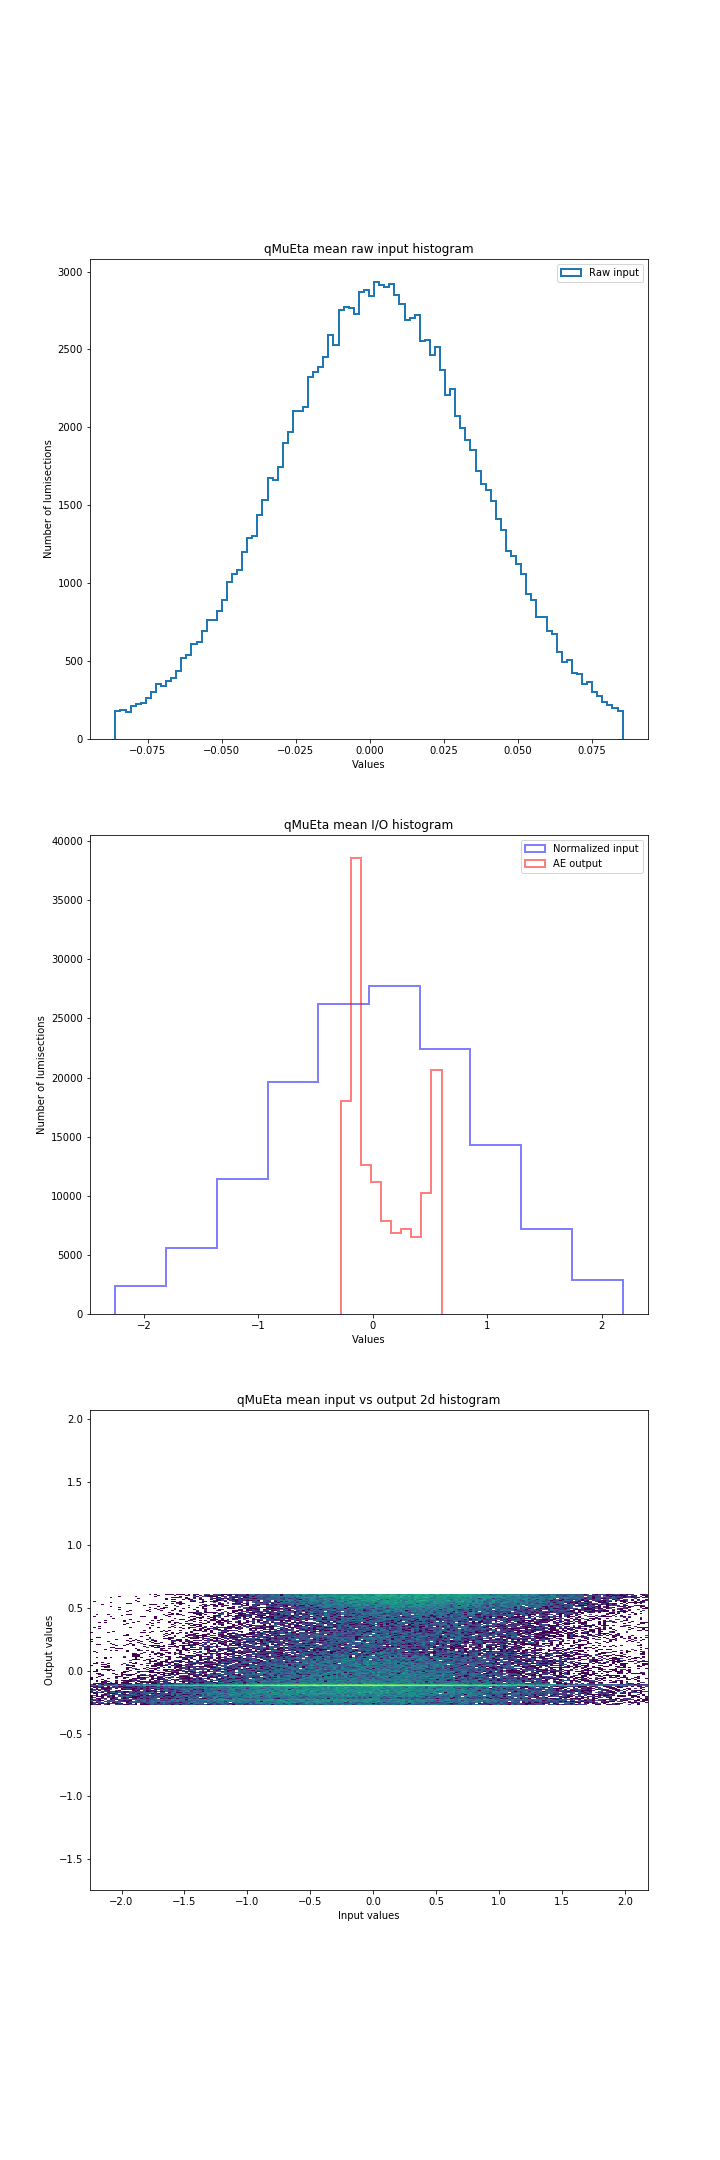 qMuEta mean raw input histogram
Raw input
3000
2500
2000
1500
1000
500
0
Number of lumisections
−0.075 −0.050 −0.025 0.000 0.025 0.050 0.075
Values
qMuEta mean I/O histogram
Normalized input
AE output
40000
35000
30000
25000
20000
15000
10000
5000
0
Number of lumisections
−2 −1 0 1 2
Values
qMuEta mean input vs output 2d histogram
2.0
1.5
1.0
0.5
0.0
−0.5
−1.0
−1.5
Output values
−2.0 −1.5 −1.0 −0.5 0.0 0.5 1.0 1.5 2.0
Input values